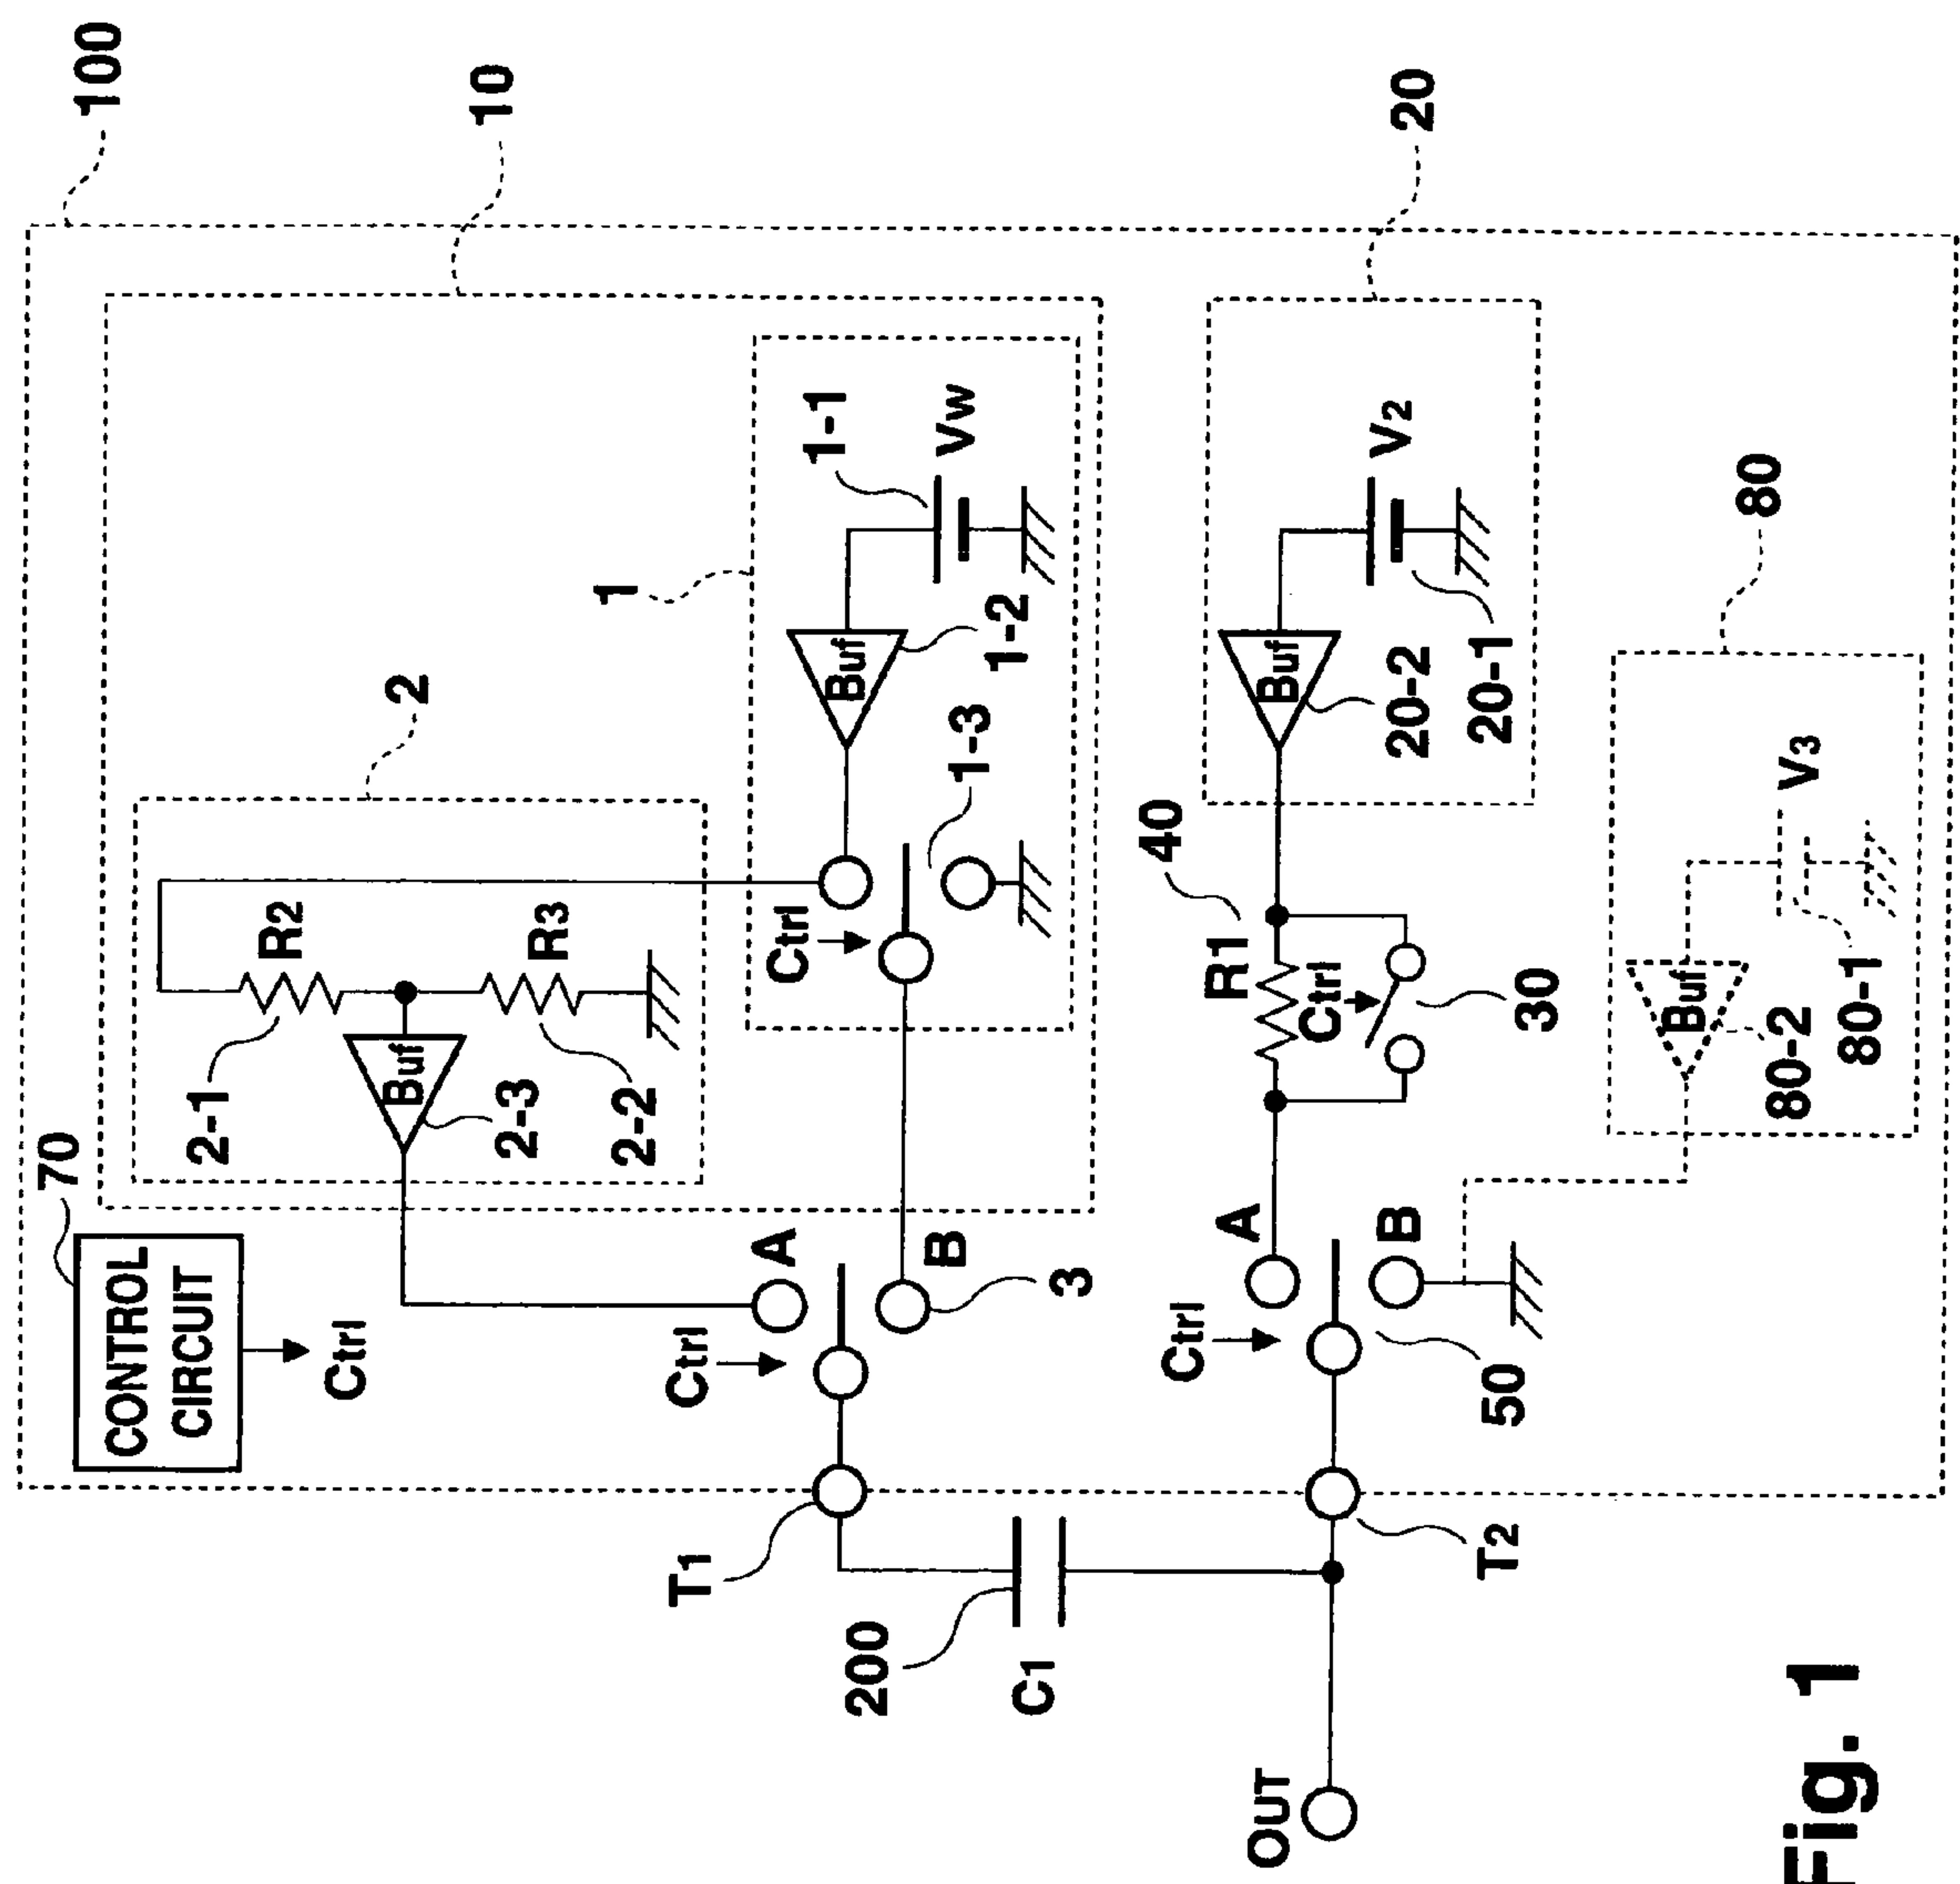 100
10
20
80
1
2
1-1
Vw
1-2
1-3
Buf
Ctrl
R2
R3
Buf
2-1
2-3
2-2
V2
Buf
20-2
20-1
40
R1
Ctrl
30
V3
Buf
80-2
80-1
70
CONTROL
CIRCUIT
Ctrl
Ctrl
A
B
3
Ctrl
A
B
50
T1
T2
200
C1
OUT
Fig. 1